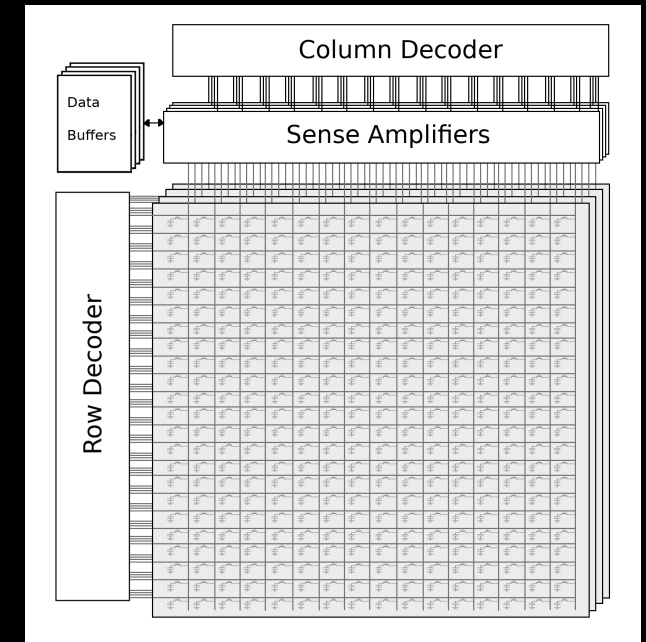 Column Decoder
Data
Buffers
Sense Amplifiers
Row Decoder